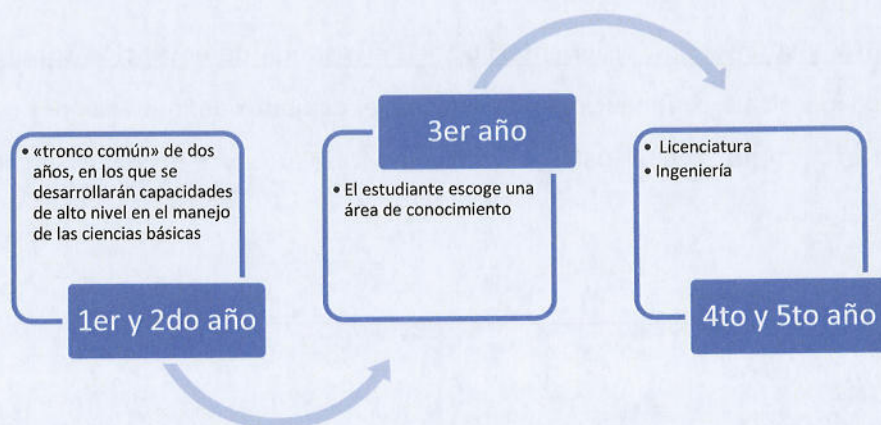 • «tronco común» de dos
años, en los que se
desarrollarán capacidades
de alto nivel en el manejo
de las ciencias básicas
1er y 2do año
3er año
• El estudiante escoge una
área de conocimiento
• Licenciatura
• Ingeniería
4to y 5to año